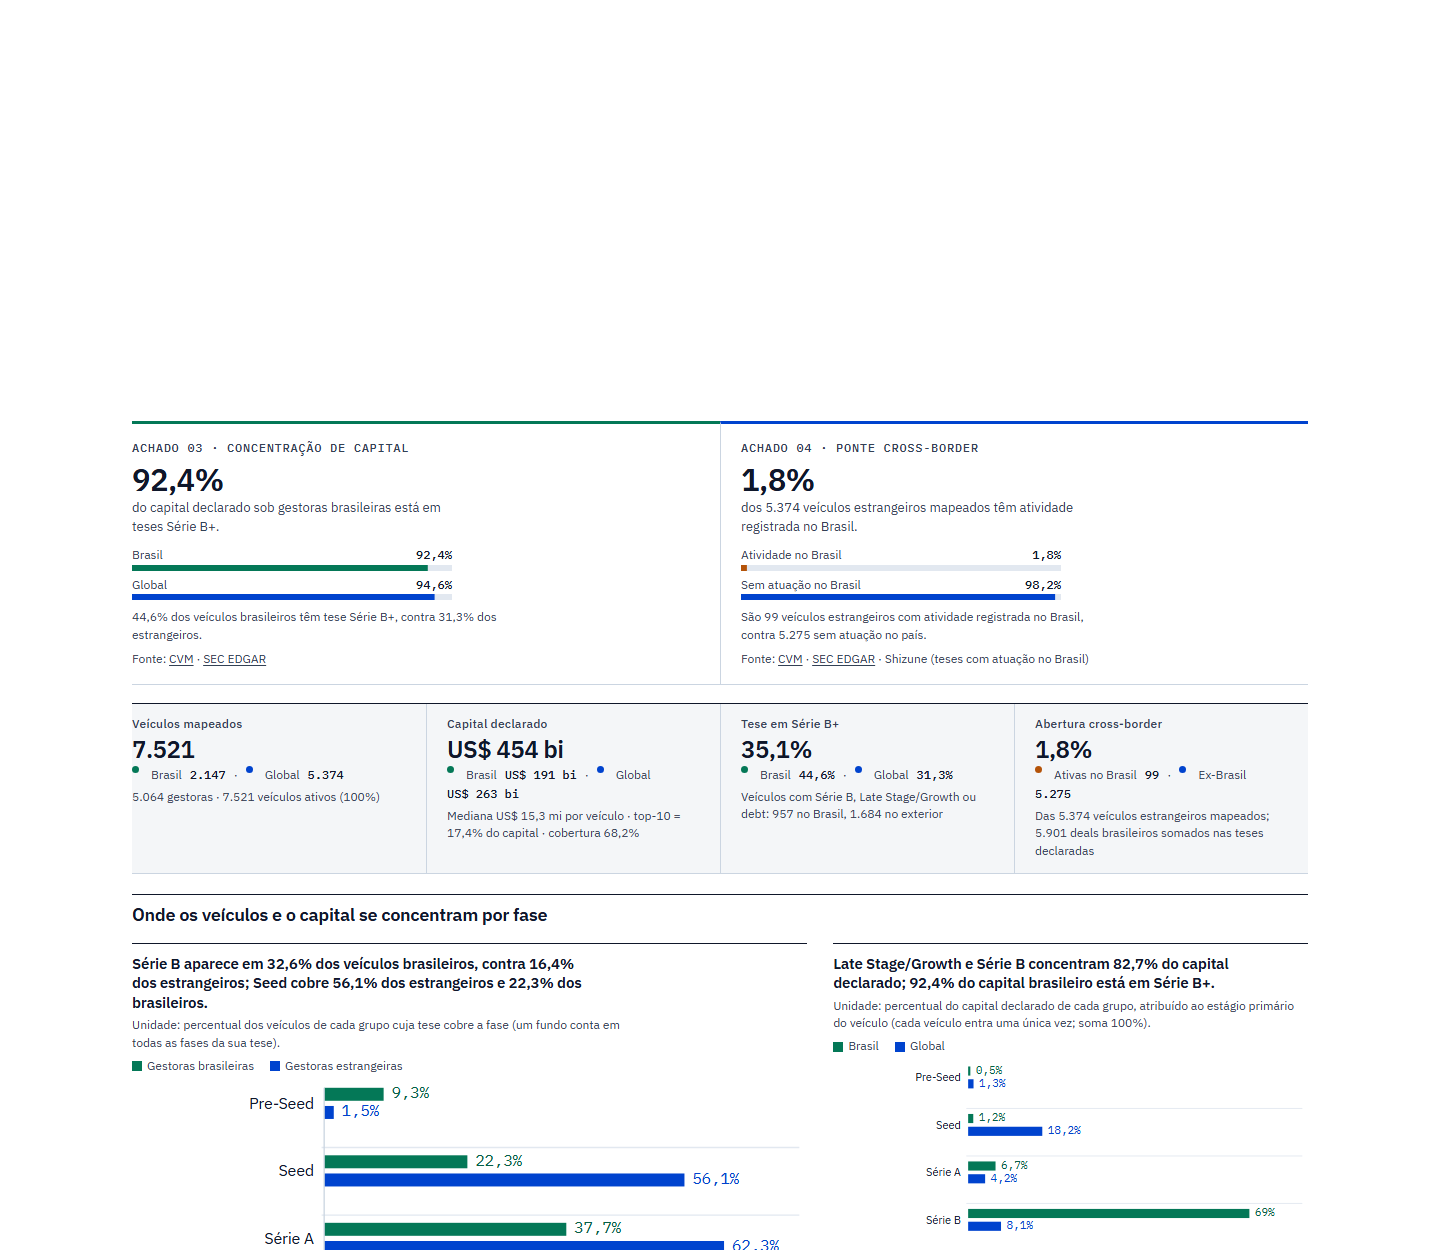 ACHADO 03 · CONCENTRAÇÃO DE CAPITAL
92,4%
do capital declarado sob gestoras brasileiras está em
teses Série B+.
Brasil 92,4%
Global 94,6%
44,6% dos veículos brasileiros têm tese Série B+, contra 31,3% dos
estrangeiros.
Fonte: CVM · SEC EDGAR
ACHADO 04 · PONTE CROSS-BORDER
1,8%
dos 5.374 veículos estrangeiros mapeados têm atividade
registrada no Brasil.
Atividade no Brasil 1,8%
Sem atuação no Brasil 98,2%
São 99 veículos estrangeiros com atividade registrada no Brasil,
contra 5.275 sem atuação no país.
Fonte: CVM · SEC EDGAR · Shizune (teses com atuação no Brasil)
Veículos mapeados
7.521
Brasil 2.147 · Global 5.374
5.064 gestoras · 7.521 veículos ativos (100%)
Capital declarado
US$ 454 bi
Brasil US$ 191 bi · Global
US$ 263 bi
Mediana US$ 15,3 mi por veículo · top-10 =
17,4% do capital · cobertura 68,2%
Tese em Série B+
35,1%
Brasil 44,6% · Global 31,3%
Veículos com Série B, Late Stage/Growth ou
debt: 957 no Brasil, 1.684 no exterior
Abertura cross-border
1,8%
Ativas no Brasil 99 · Ex-Brasil
5.275
Das 5.374 veículos estrangeiros mapeados;
5.901 deals brasileiros somados nas teses
declaradas
Onde os veículos e o capital se concentram por fase
Série B aparece em 32,6% dos veículos brasileiros, contra 16,4%
dos estrangeiros; Seed cobre 56,1% dos estrangeiros e 22,3% dos
brasileiros.
Unidade: percentual dos veículos de cada grupo cuja tese cobre a fase (um fundo conta em
todas as fases da sua tese).
Gestoras brasileiras Gestoras estrangeiras
Pre-Seed 9,3%
1,5%
Seed 22,3%
56,1%
Série A 37,7%
62,3%
Late Stage/Growth e Série B concentram 82,7% do capital
declarado; 92,4% do capital brasileiro está em Série B+.
Unidade: percentual do capital declarado de cada grupo, atribuído ao estágio primário
do veículo (cada veículo entra uma única vez; soma 100%).
Brasil Global
Pre-Seed 0,5%
1,3%
Seed 1,2%
18,2%
Série A 6,7%
4,2%
Série B 69%
8,1%